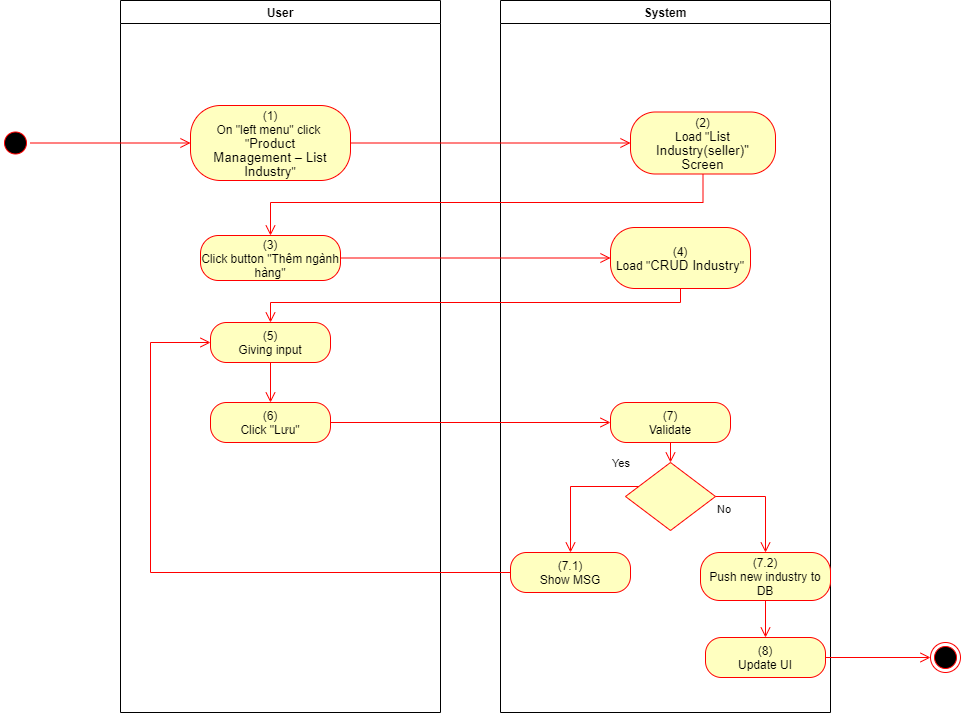 User
System
(1)
On "left menu" click
"Product
Management – List
Industry"
(2)
Load "List
Industry(seller)"
Screen
(3)
Click button "Thêm ngành
hàng"
(4)
Load "CRUD Industry"
(5)
Giving input
(6)
Click "Lưu"
(7)
Validate
Yes
No
(7.1)
Show MSG
(7.2)
Push new industry to
DB
(8)
Update UI